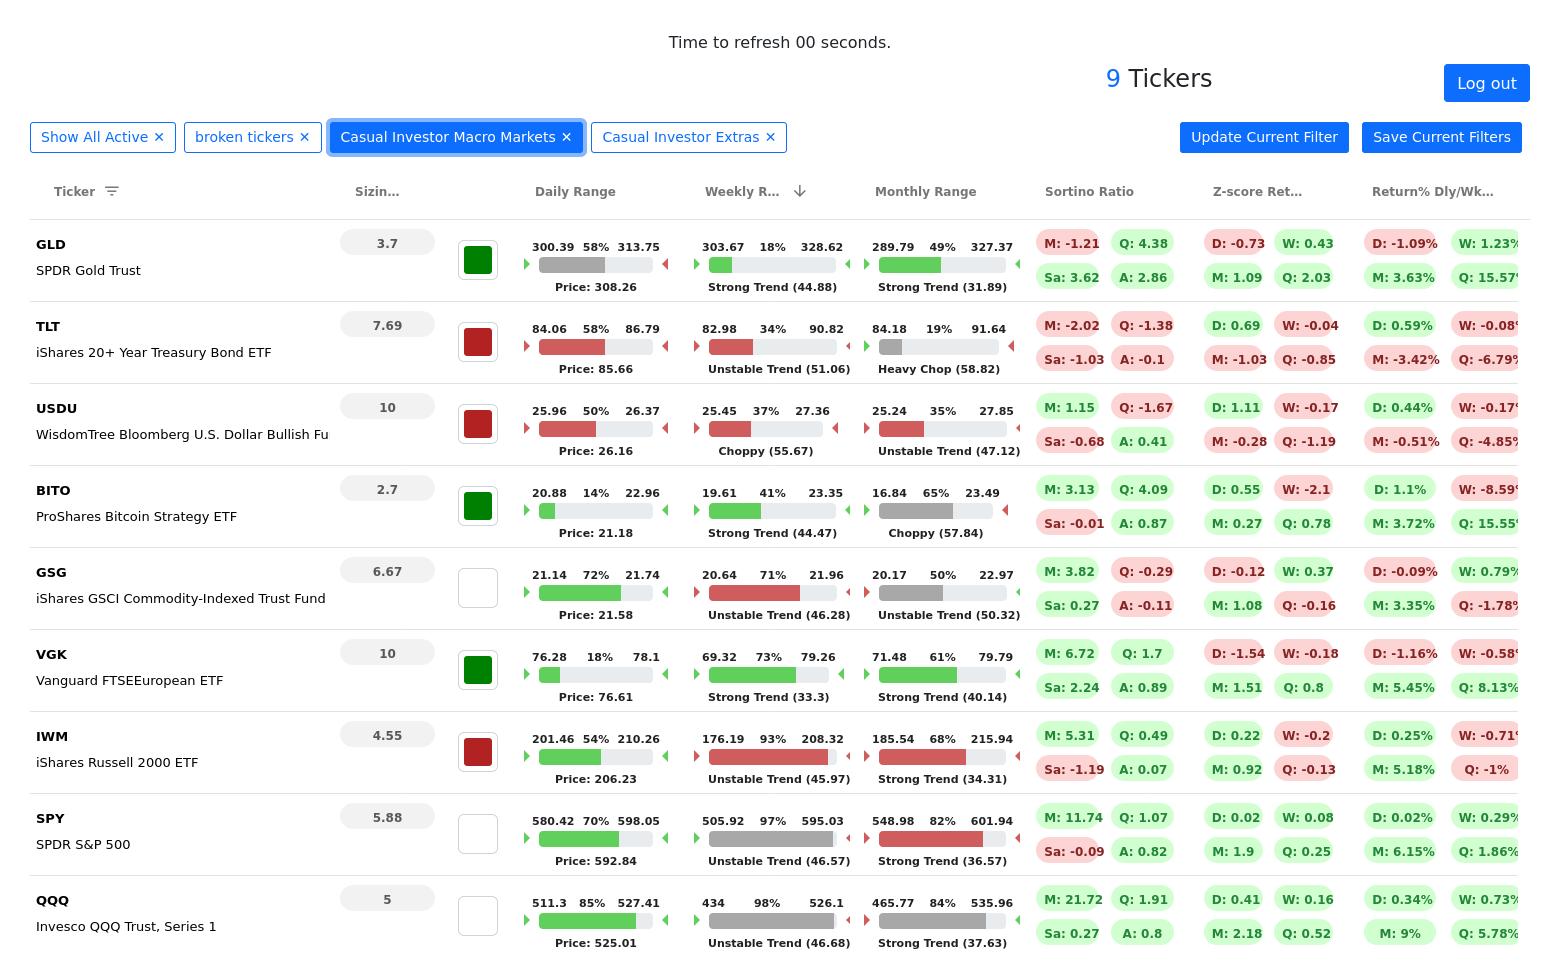 Time to refresh 00 seconds.
9 Tickers
Log out
Show All Active ✕ broken tickers ✕ Casual Investor Macro Markets ✕ Casual Investor Extras ✕ Update Current Filter Save Current Filters
Ticker Sizin... Daily Range Weekly R... Monthly Range Sortino Ratio Z-score Ret... Return% Dly/Wk...
GLD 3.7 300.39 58% 313.75 303.67 18% 328.62 289.79 49% 327.37 M: -1.21 Q: 4.38 D: -0.73 W: 0.43 D: -1.09% W: 1.23%
SPDR Gold Trust Price: 308.26 Strong Trend (44.88) Strong Trend (31.89) Sa: 3.62 A: 2.86 M: 1.09 Q: 2.03 M: 3.63% Q: 15.57%
TLT 7.69 84.06 58% 86.79 82.98 34% 90.82 84.18 19% 91.64 M: -2.02 Q: -1.38 D: 0.69 W: -0.04 D: 0.59% W: -0.08%
iShares 20+ Year Treasury Bond ETF Price: 85.66 Unstable Trend (51.06) Heavy Chop (58.82) Sa: -1.03 A: -0.1 M: -1.03 Q: -0.85 M: -3.42% Q: -6.79%
USDU 10 25.96 50% 26.37 25.45 37% 27.36 25.24 35% 27.85 M: 1.15 Q: -1.67 D: 1.11 W: -0.17 D: 0.44% W: -0.17%
WisdomTree Bloomberg U.S. Dollar Bullish Fu Price: 26.16 Choppy (55.67) Unstable Trend (47.12) Sa: -0.68 A: 0.41 M: -0.28 Q: -1.19 M: -0.51% Q: -4.85%
BITO 2.7 20.88 14% 22.96 19.61 41% 23.35 16.84 65% 23.49 M: 3.13 Q: 4.09 D: 0.55 W: -2.1 D: 1.1% W: -8.59%
ProShares Bitcoin Strategy ETF Price: 21.18 Strong Trend (44.47) Choppy (57.84) Sa: -0.01 A: 0.87 M: 0.27 Q: 0.78 M: 3.72% Q: 15.55%
GSG 6.67 21.14 72% 21.74 20.64 71% 21.96 20.17 50% 22.97 M: 3.82 Q: -0.29 D: -0.12 W: 0.37 D: -0.09% W: 0.79%
iShares GSCI Commodity-Indexed Trust Fund Price: 21.58 Unstable Trend (46.28) Unstable Trend (50.32) Sa: 0.27 A: -0.11 M: 1.08 Q: -0.16 M: 3.35% Q: -1.78%
VGK 10 76.28 18% 78.1 69.32 73% 79.26 71.48 61% 79.79 M: 6.72 Q: 1.7 D: -1.54 W: -0.18 D: -1.16% W: -0.58%
Vanguard FTSEEuropean ETF Price: 76.61 Strong Trend (33.3) Strong Trend (40.14) Sa: 2.24 A: 0.89 M: 1.51 Q: 0.8 M: 5.45% Q: 8.13%
IWM 4.55 201.46 54% 210.26 176.19 93% 208.32 185.54 68% 215.94 M: 5.31 Q: 0.49 D: 0.22 W: -0.2 D: 0.25% W: -0.71%
iShares Russell 2000 ETF Price: 206.23 Unstable Trend (45.97) Strong Trend (34.31) Sa: -1.19 A: 0.07 M: 0.92 Q: -0.13 M: 5.18% Q: -1%
SPY 5.88 580.42 70% 598.05 505.92 97% 595.03 548.98 82% 601.94 M: 11.74 Q: 1.07 D: 0.02 W: 0.08 D: 0.02% W: 0.29%
SPDR S&P 500 Price: 592.84 Unstable Trend (46.57) Strong Trend (36.57) Sa: -0.09 A: 0.82 M: 1.9 Q: 0.25 M: 6.15% Q: 1.86%
QQQ 5 511.3 85% 527.41 434 98% 526.1 465.77 84% 535.96 M: 21.72 Q: 1.91 D: 0.41 W: 0.16 D: 0.34% W: 0.73%
Invesco QQQ Trust, Series 1 Price: 525.01 Unstable Trend (46.68) Strong Trend (37.63) Sa: 0.27 A: 0.8 M: 2.18 Q: 0.52 M: 9% Q: 5.78%